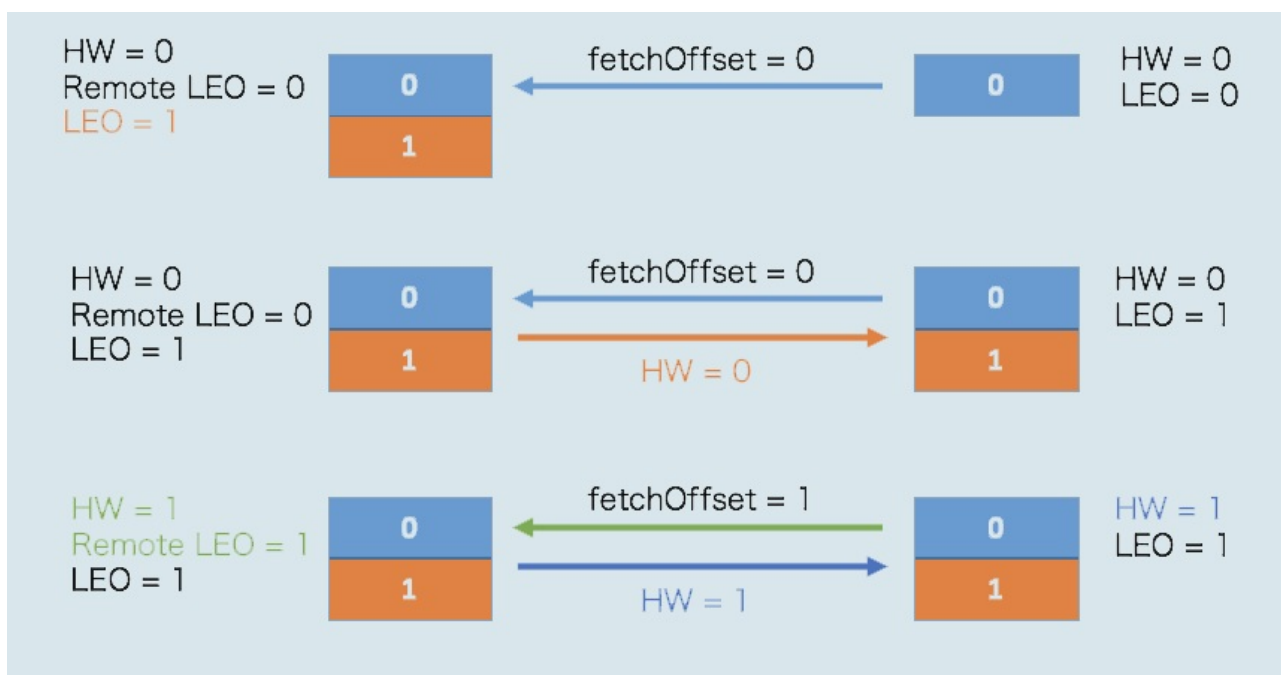 HW = 0
Remote LEO = 0
LEO = 1
0
1
fetchOffset = 0
0
HW = 0
LEO = 0
HW = 0
Remote LEO = 0
LEO = 1
0
1
fetchOffset = 0
HW = 0
0
1
HW = 0
LEO = 1
HW = 1
Remote LEO = 1
LEO = 1
0
1
fetchOffset = 1
HW = 1
0
1
HW = 1
LEO = 1